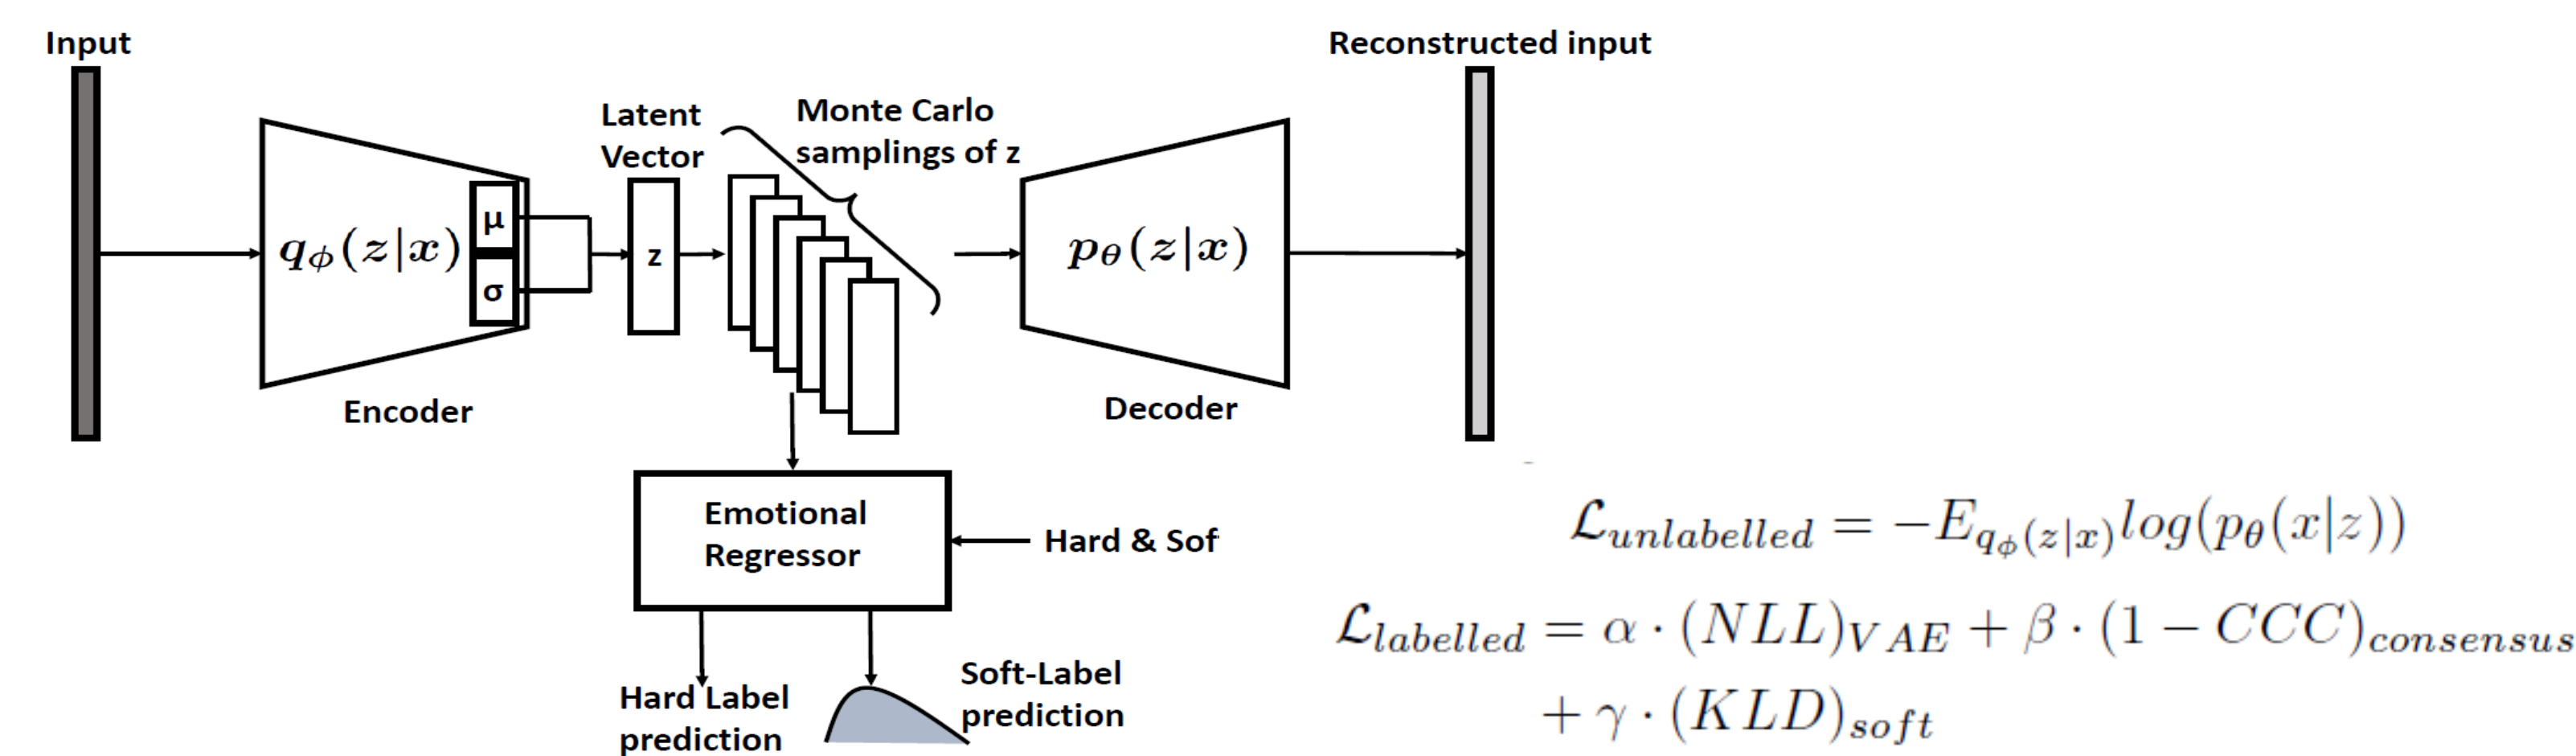 Input
Reconstructed input
Latent
Vector
Monte Carlo
samplings of z
qϕ(z|x)
μ
σ
z
pθ(z|x)
Encoder
Decoder
Emotional
Regressor
Hard & Sof
Hard Label
prediction
Soft-Label
prediction
ℒunlabelled = −Eqϕ(z|x)log(pθ(x|z))
ℒlabelled = α · (NLL)VAE + β · (1 − CCC)consensus
+ γ · (KLD)soft